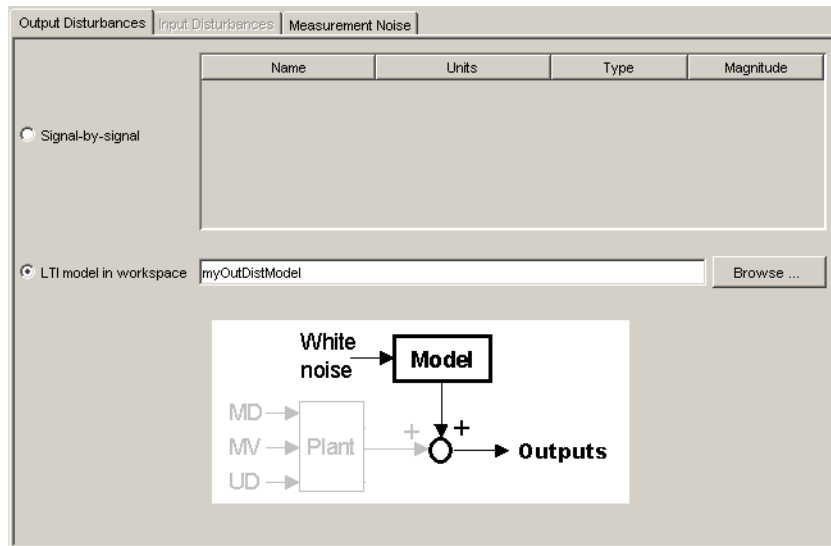 Output Disturbances Input Disturbances Measurement Noise
Name Units Type Magnitude
Signal-by-signal
LTI model in workspace myOutDistModel Browse ...
White
noise
Model
MD
MV Plant + +
UD
Outputs